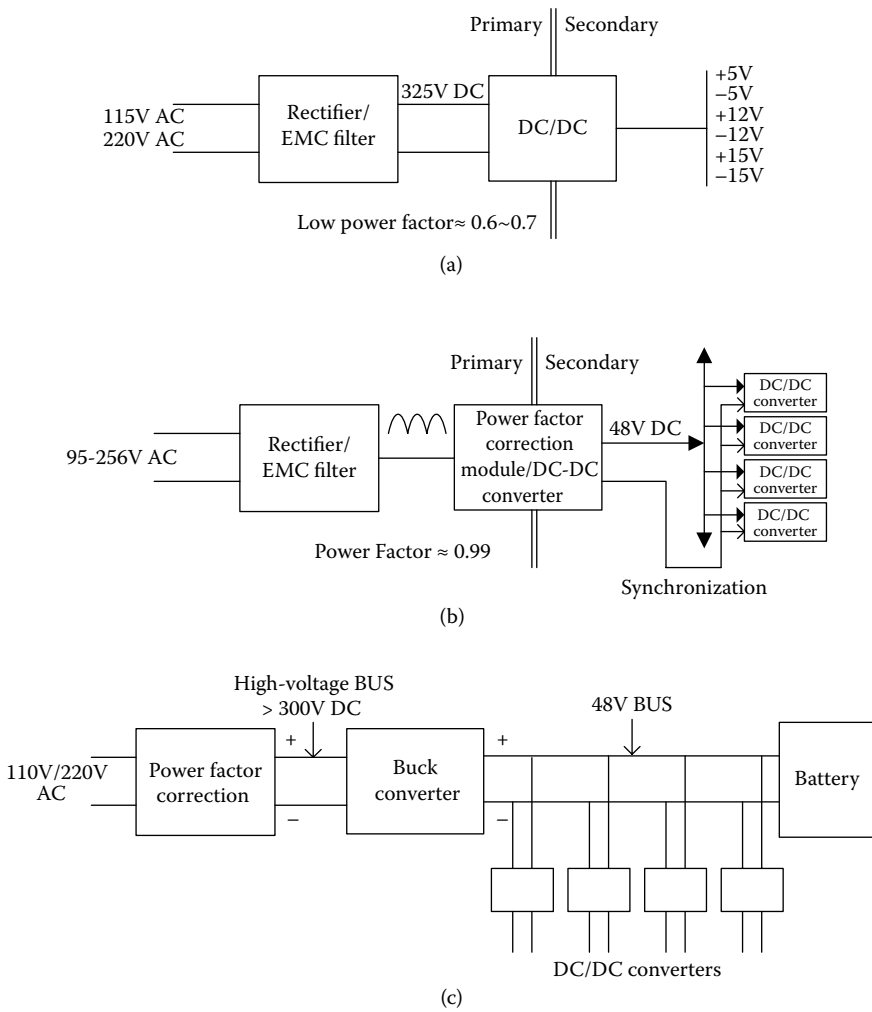 Primary
Secondary
115V AC
220V AC
Rectifier/
EMC filter
325V DC
DC/DC
+5V
−5V
+12V
−12V
+15V
−15V
Low power factor≈ 0.6~0.7
(a)
Primary
Secondary
95-256V AC
Rectifier/
EMC filter
Power factor
correction
module/DC-DC
converter
48V DC
DC/DC
converter
DC/DC
converter
DC/DC
converter
DC/DC
converter
Power Factor ≈ 0.99
Synchronization
(b)
High-voltage BUS
> 300V DC
48V BUS
110V/220V
AC
Power factor
correction
+
−
Buck
converter
+
−
Battery
DC/DC converters
(c)